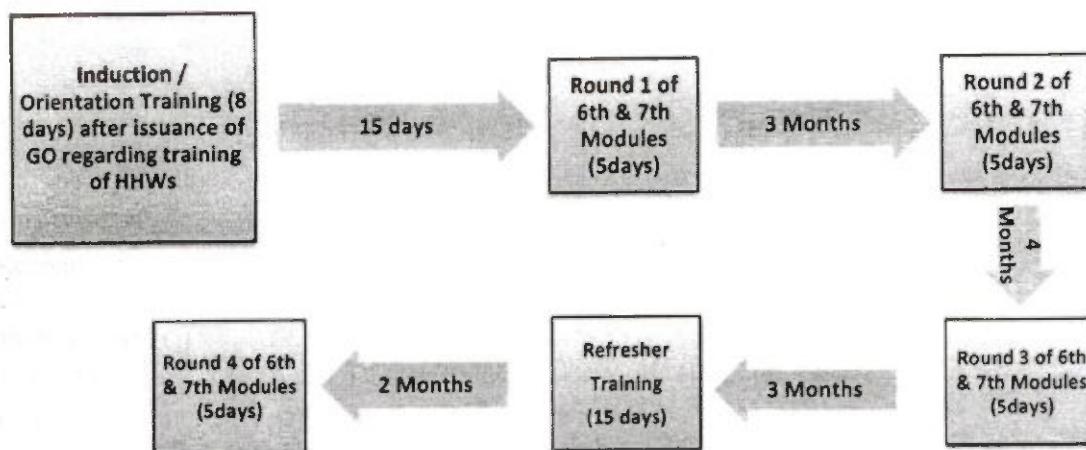 Induction /
Orientation Training (8
days) after issuance of
GO regarding training
of HHWs
15 days
Round 1 of
6th & 7th
Modules
(5days)
3 Months
Round 2 of
6th & 7th
Modules
(5days)
4
Months
Round 3 of 6th
& 7th Modules
(5days)
3 Months
Refresher
Training
(15 days)
2 Months
Round 4 of 6th
& 7th Modules
(5days)